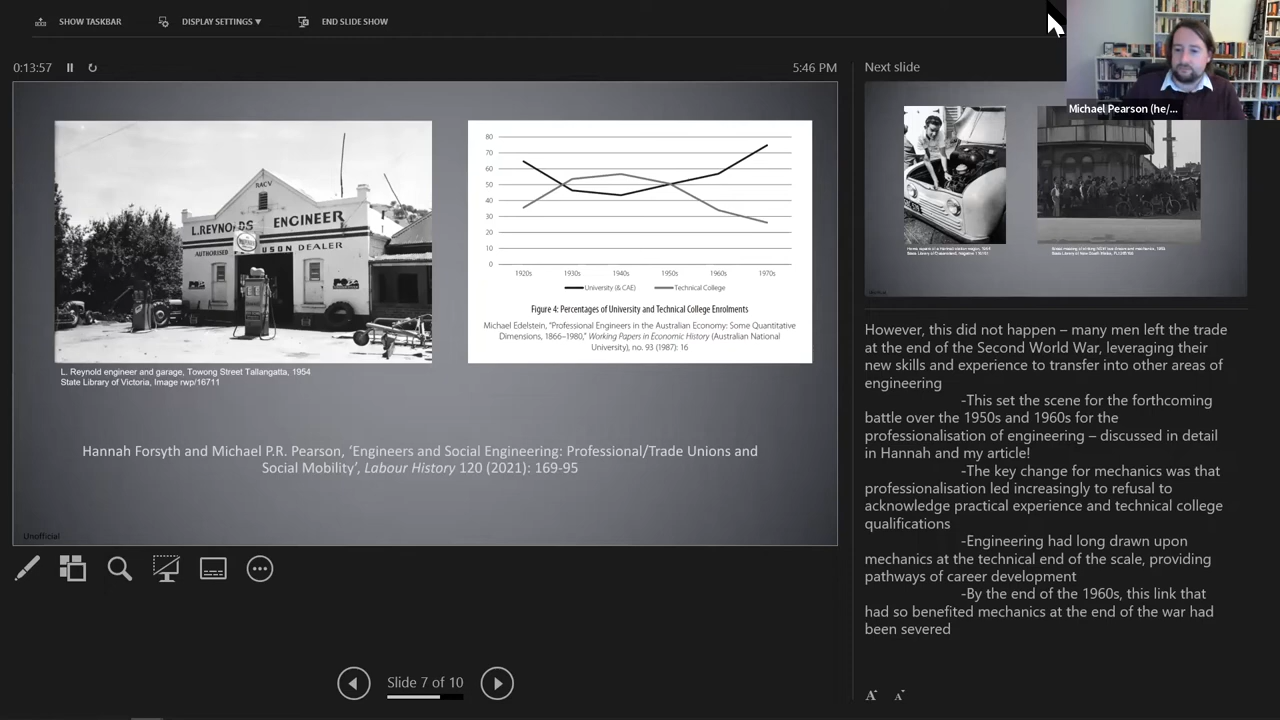 SHOW TASKBAR
DISPLAY SETTINGS ▼
END SLIDE SHOW
0:13:57
5:46 PM
Next slide
Michael Pearson (he/...
RACV
L.REYNOLDS ENGINEER
AUTHORISED
DEALER
L. Reynold engineer and garage, Towong Street Tallangatta, 1954
State Library of Victoria, Image rwp/16711
80
70
60
50
40
30
20
10
0
1920s 1930s 1940s 1950s 1960s 1970s
University (& CAE) Technical College
Figure 4: Percentages of University and Technical College Enrolments
Michael Edelstein, "Professional Engineers in the Australian Economy: Some Quantitative
Dimensions, 1866–1980," Working Papers in Economic History (Australian National
University), no. 93 (1987): 16
Hannah Forsyth and Michael P.R. Pearson, 'Engineers and Social Engineering: Professional/Trade Unions and
Social Mobility', Labour History 120 (2021): 169-95
Unofficial
Slide 7 of 10
However, this did not happen – many men left the trade
at the end of the Second World War, leveraging their
new skills and experience to transfer into other areas of
engineering
-This set the scene for the forthcoming
battle over the 1950s and 1960s for the
professionalisation of engineering – discussed in detail
in Hannah and my article!
-The key change for mechanics was that
professionalisation led increasingly to refusal to
acknowledge practical experience and technical college
qualifications
-Engineering had long drawn upon
mechanics at the technical end of the scale, providing
pathways of career development
-By the end of the 1960s, this link that
had so benefited mechanics at the end of the war had
been severed
A A